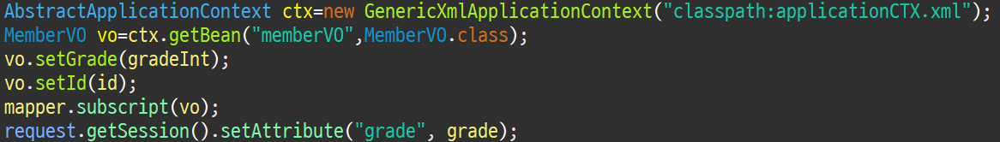 AbstractApplicationContext ctx=new GenericXmlApplicationContext("classpath:applicationCTX.xml");
MemberVO vo=ctx.getBean("memberVO",MemberVO.class);
vo.setGrade(gradeInt);
vo.setId(id);
mapper.subscript(vo);
request.getSession().setAttribute("grade", grade);